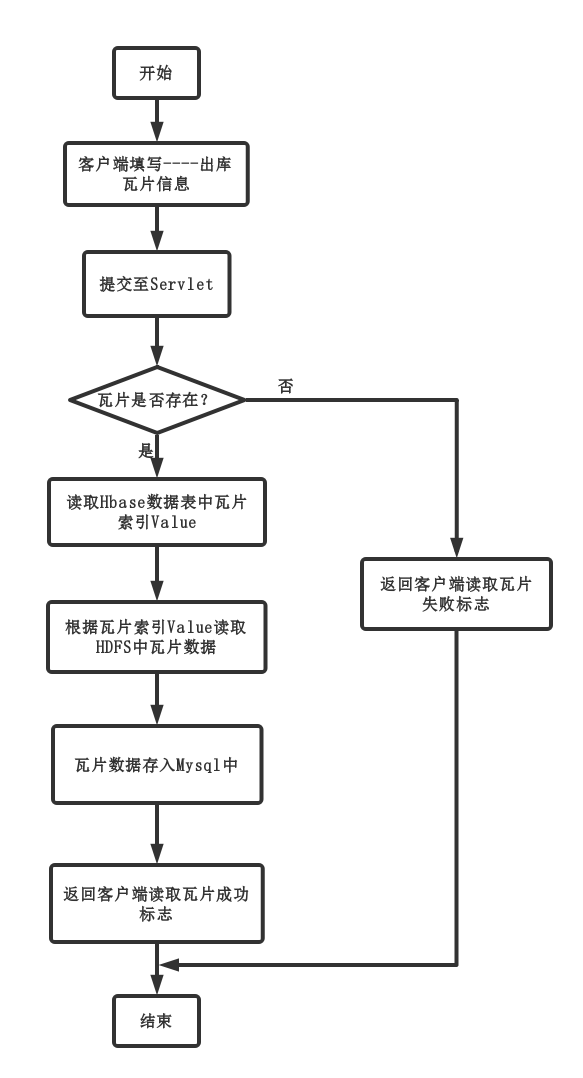 开始
客户端填写----出库
瓦片信息
提交至Servlet
瓦片是否存在？
否
是
读取Hbase数据表中瓦片
索引Value
返回客户端读取瓦片
失败标志
根据瓦片索引Value读取
HDFS中瓦片数据
瓦片数据存入Mysql中
返回客户端读取瓦片成功
标志
结束